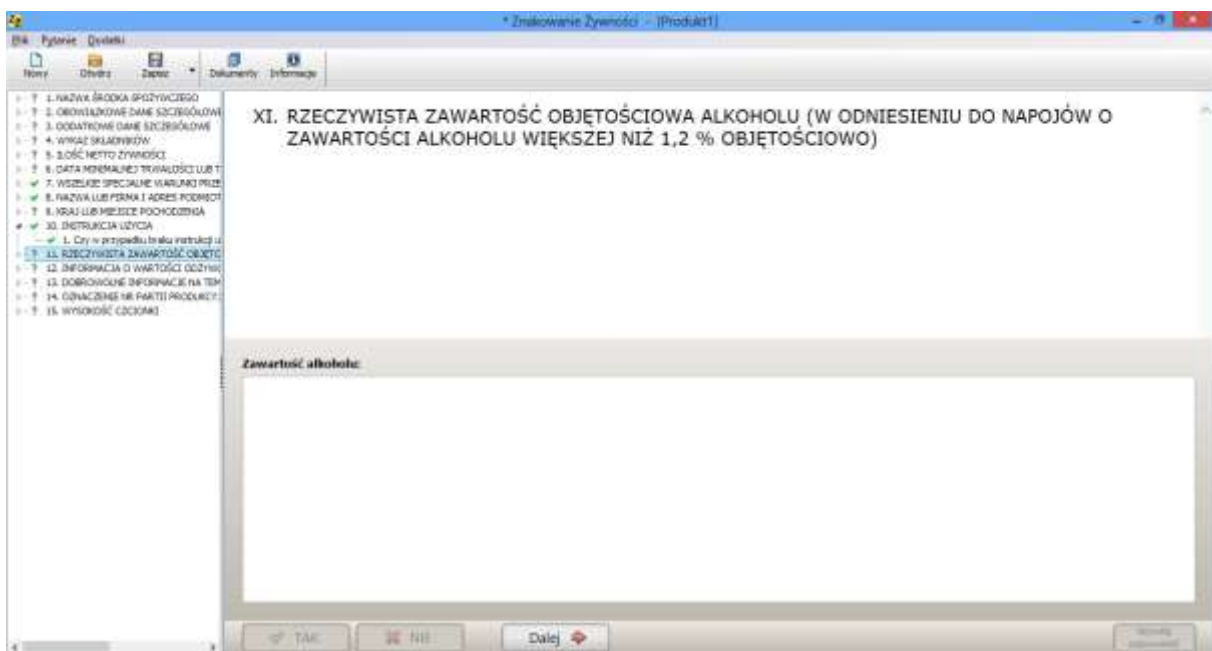 * Znakowanie Żywności - [Produkt1]
Plik Pytanie Dodatki
Nowy Otwórz Zapisz Dokumenty Informacje
? 1. NAZWA ŚRODKA SPOŻYWCZEGO
? 2. OBOWIĄZKOWE DANE SZCZEGÓŁOWE
? 3. DODATKOWE DANE SZCZEGÓŁOWE
? 4. WYKAZ SKŁADNIKÓW
? 5. ILOŚĆ NETTO ŻYWNOŚCI
? 6. DATA MINIMALNEJ TRWAŁOŚCI LUB T
7. WSZELKIE SPECJALNE WARUNKI PRZE
8. NAZWA LUB FIRMA I ADRES PODMIOT
? 9. KRAJ LUB MIEJSCE POCHODZENIA
10. INSTRUKCJA UŻYCIA
1. Czy w przypadku braku instrukcji u
? 11. RZECZYWISTA ZAWARTOŚĆ OBJĘTO
? 12. INFORMACJA O WARTOŚCI ODŻYW
? 13. DOBROWOLNE INFORMACJE NA TEM
? 14. OZNACZENIE NR PARTII PRODUKCY
? 15. WYSOKOŚĆ CZCIONKI
XI. RZECZYWISTA ZAWARTOŚĆ OBJĘTOŚCIOWA ALKOHOLU (W ODNIESIENIU DO NAPOJÓW O
ZAWARTOŚCI ALKOHOLU WIĘKSZEJ NIŻ 1,2 % OBJĘTOŚCIOWO)
Zawartość alkoholu:
TAK NIE Dalej